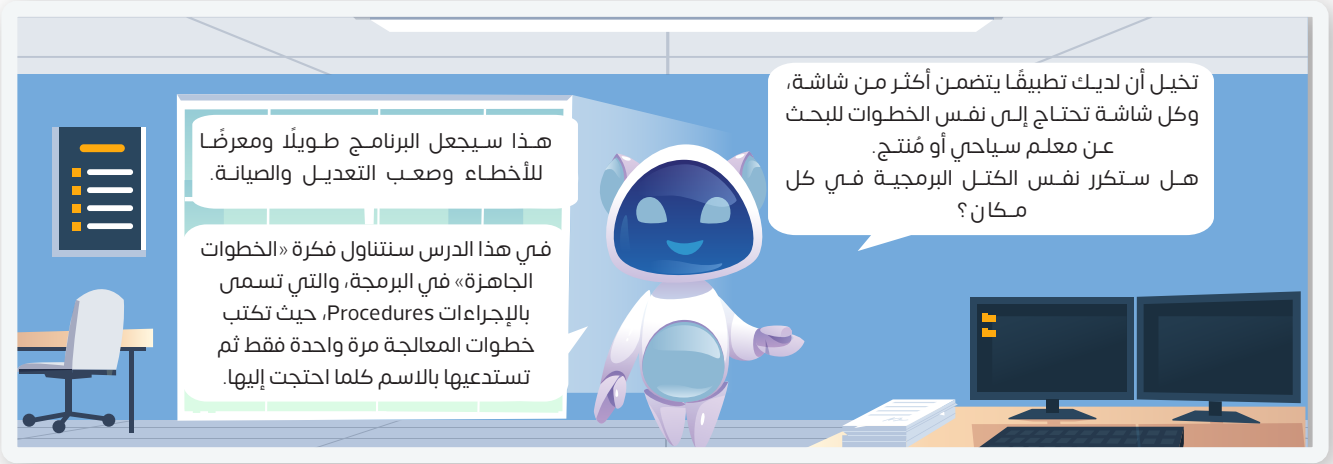 تخيل أن لديك تطبيقًا يتضمن أكثر من شاشة،
وكل شاشة تحتاج إلى نفس الخطوات للبحث
عن معلم سياحي أو مُنتج.
هل ستكرر نفس الكتل البرمجية في كل
مكان؟
هذا سيجعل البرنامج طويلًا ومعرضًا
للأخطاء وصعب التعديل والصيانة.
في هذا الدرس سنتناول فكرة «الخطوات
الجاهزة» في البرمجة، والتي تسمى
بالإجراءات Procedures، حيث تكتب
خطوات المعالجة مرة واحدة فقط ثم
تستدعيها بالاسم كلما احتجت إليها.